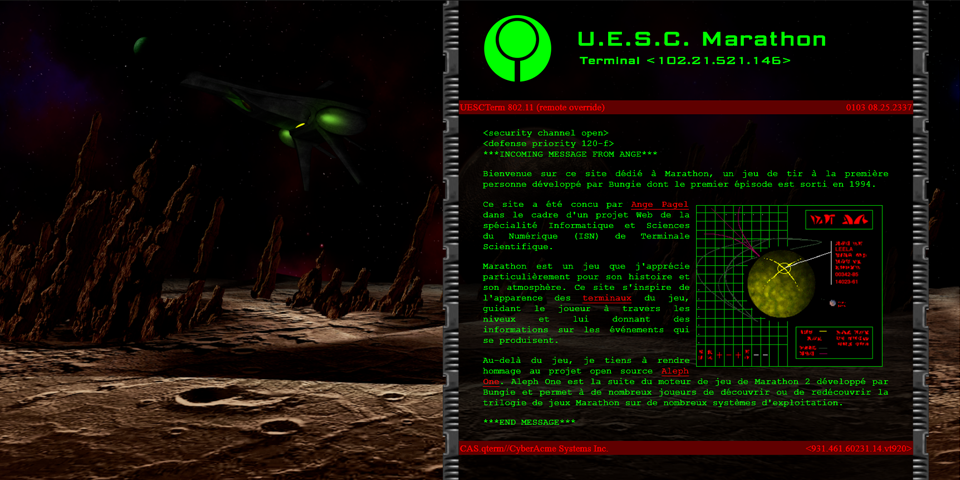 U.E.S.C. Marathon
Terminal <102.21.521.146>
UESCTerm 802.11 (remote override)
0103 08.25.2337
<security channel open>
<defense priority 120-f>
***INCOMING MESSAGE FROM ANGE***
Bienvenue sur ce site dédié à Marathon, un jeu de tir à la première
personne développé par Bungie dont le premier épisode est sorti en 1994.
Ce site a été concu par Ange Pagel
dans le cadre d'un projet Web de la
spécialité Informatique et Sciences
du Numérique (ISN) de Terminale
Scientifique.
Marathon est un jeu que j'apprécie
particulièrement pour son histoire et
son atmosphère. Ce site s'inspire de
l'apparence des terminaux du jeu,
guidant le joueur à travers les
niveux et lui donnant des
informations sur les événements qui
se produisent.
Au-delà du jeu, je tiens à rendre
hommage au projet open source Aleph
One. Aleph One est la suite du moteur de jeu de Marathon 2 développé par
Bungie et permet à de nombreux joueurs de découvrir ou de redécouvrir la
trilogie de jeux Marathon sur de nombreux systèmes d'exploitation.
***END MESSAGE***
CAS.qterm//CyberAcme Systems Inc.
<931.461.60231.14.vf920>